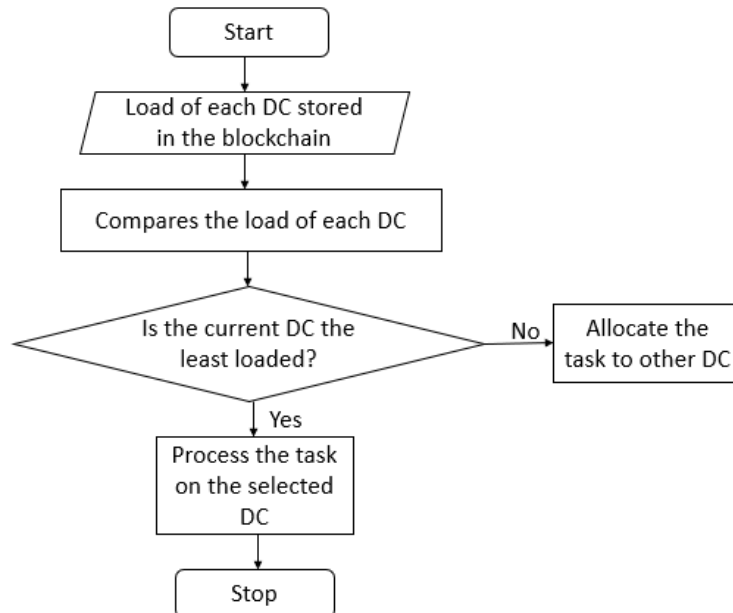 Start
Load of each DC stored
in the blockchain
Compares the load of each DC
Is the current DC the
least loaded?
No
Allocate the
task to other DC
Yes
Process the task
on the selected
DC
Stop